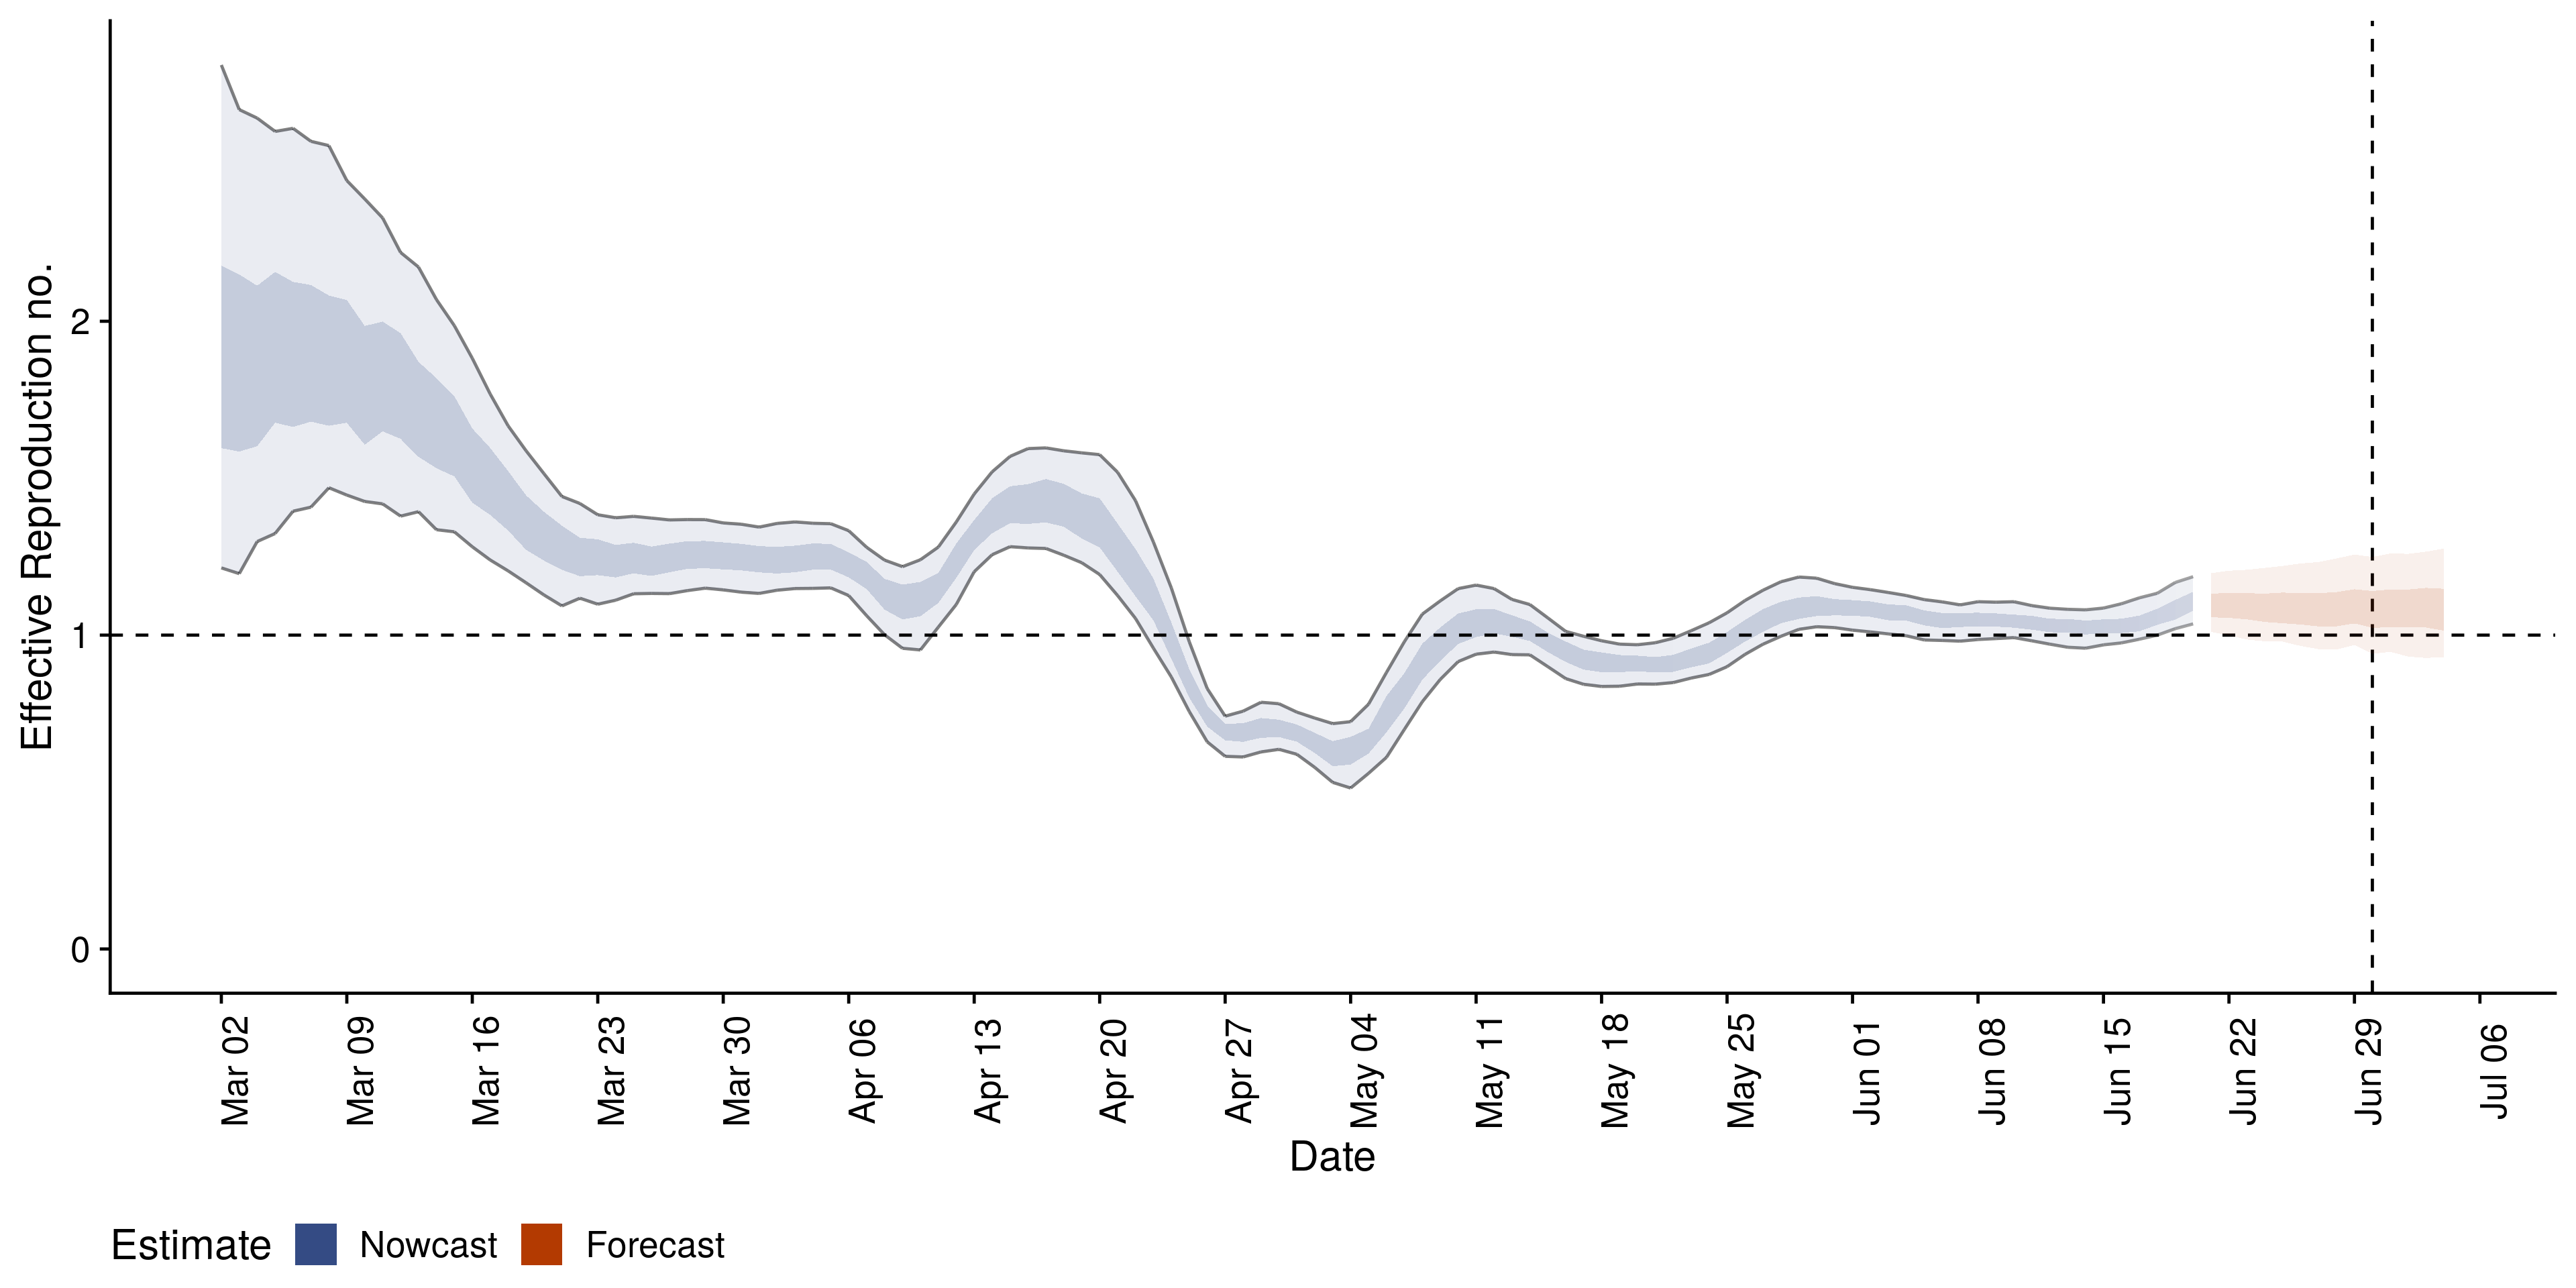 Effective Reproduction no.
2
1
0
Mar 02
Mar 09
Mar 16
Mar 23
Mar 30
Apr 06
Apr 13
Apr 20
Apr 27
May 04
May 11
May 18
May 25
Jun 01
Jun 08
Jun 15
Jun 22
Jun 29
Jul 06
Date
Estimate Nowcast Forecast